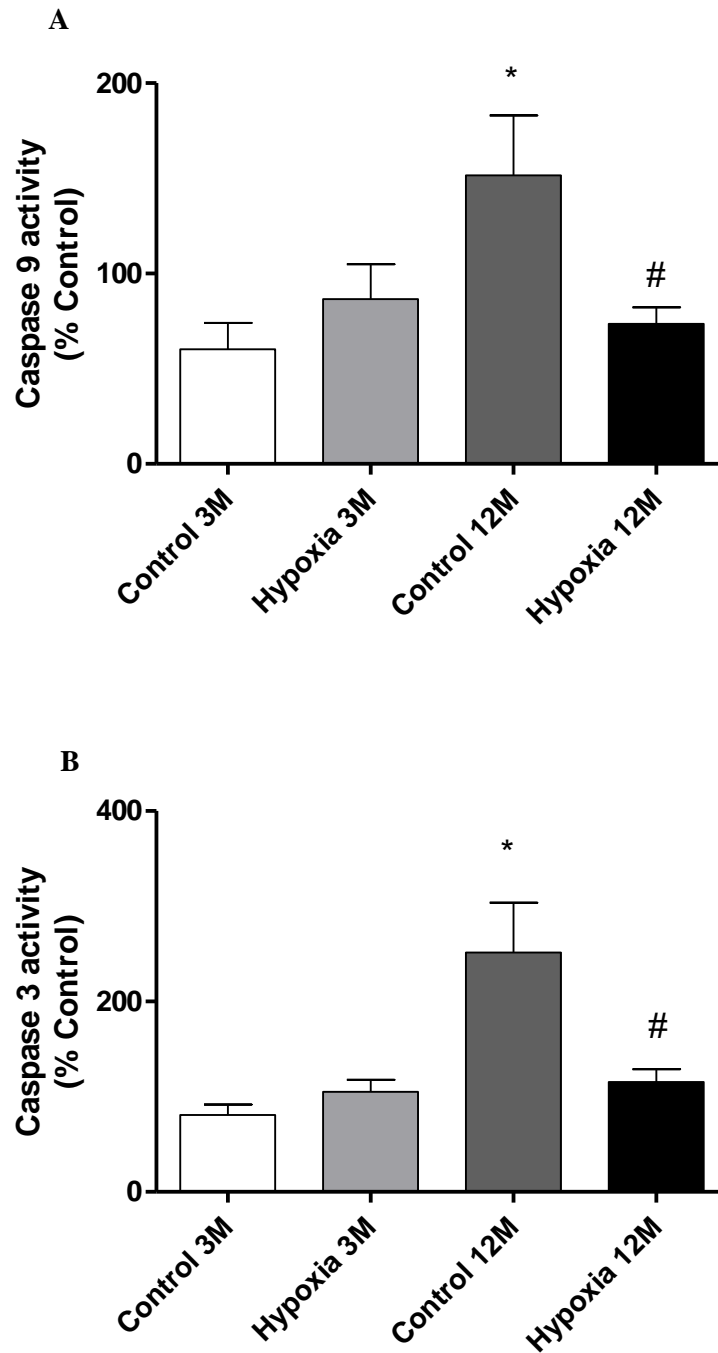 A
Caspase 9 activity
(% Control)
200
100
0
*
#
Control 3M
Hypoxia 3M
Control 12M
Hypoxia 12M
B
Caspase 3 activity
(% Control)
400
200
0
*
#
Control 3M
Hypoxia 3M
Control 12M
Hypoxia 12M